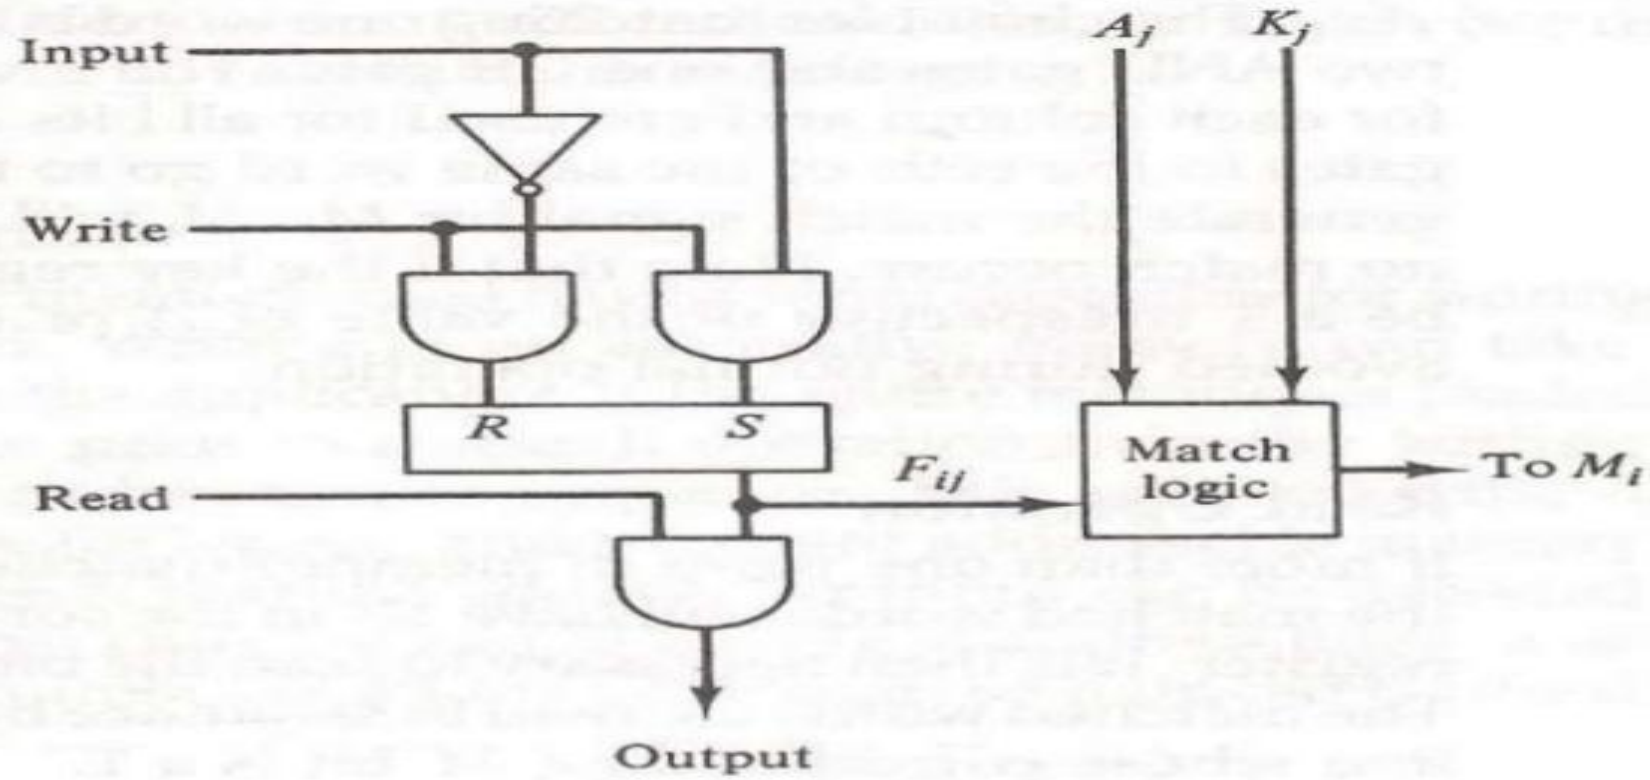 Input
A_j
K_j
Write
R
S
Match
logic
F_ij
To M_i
Read
Output